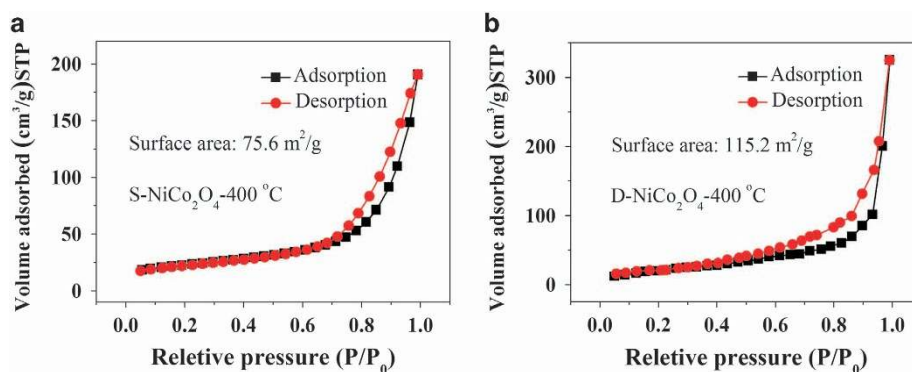 a
Volume adsorbed (cm³/g)STP
200
150
100
50
0
Adsorption
Desorption
Surface area: 75.6 m²/g
S-NiCo₂O₄-400 °C
0.0 0.2 0.4 0.6 0.8 1.0
Reletive pressure (P/P₀)
b
Volume adsorbed (cm³/g)STP
300
200
100
0
Adsorption
Desorption
Surface area: 115.2 m²/g
D-NiCo₂O₄-400 °C
0.0 0.2 0.4 0.6 0.8 1.0
Reletive pressure (P/P₀)